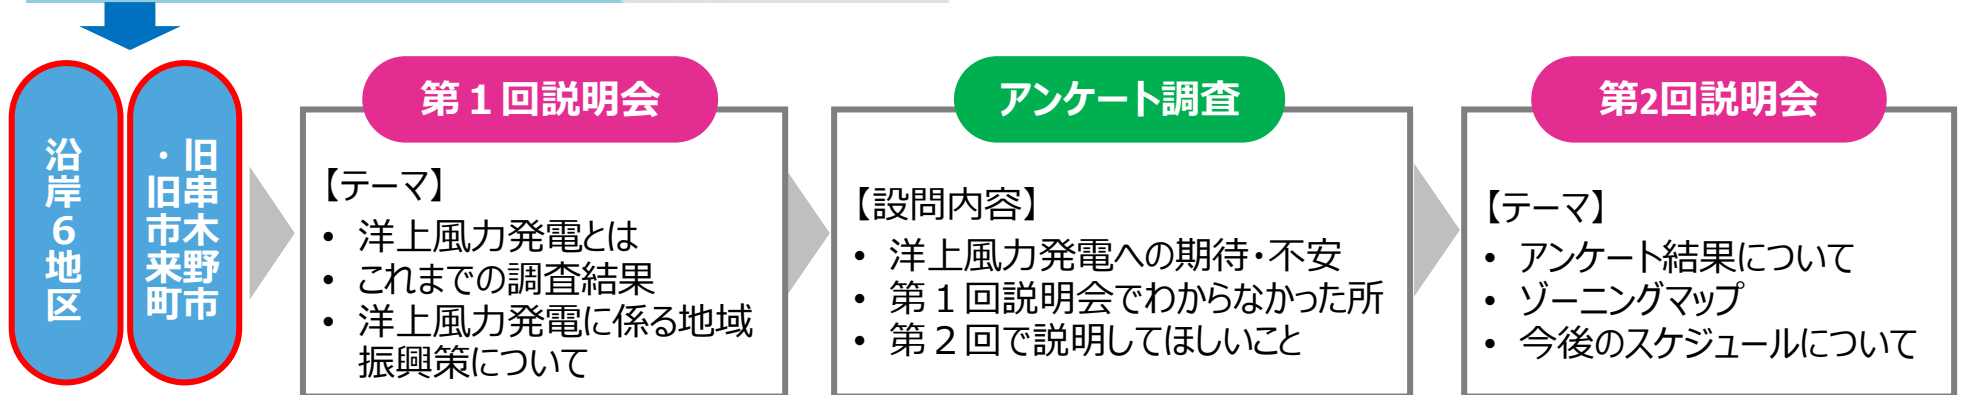 沿岸６地区
旧串木野市
・旧市来町
第１回説明会
【テーマ】
• 洋上風力発電とは
• これまでの調査結果
• 洋上風力発電に係る地域
振興策について
アンケート調査
【設問内容】
• 洋上風力発電への期待・不安
• 第１回説明会でわからなかった所
• 第２回で説明してほしいこと
第2回説明会
【テーマ】
• アンケート結果について
• ゾーニングマップ
• 今後のスケジュールについて